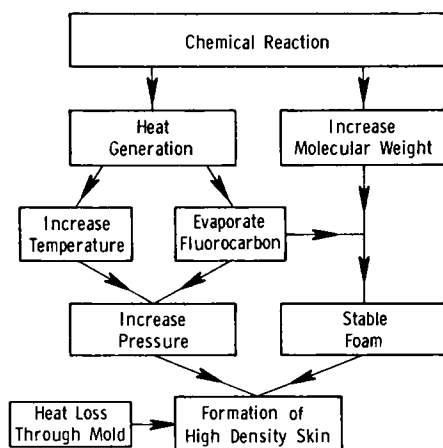 Chemical Reaction
Heat
Generation
Increase
Molecular Weight
Increase
Temperature
Evaporate
Fluorocarbon
Increase
Pressure
Stable
Foam
Heat Loss
Through Mold
Formation of
High Density Skin